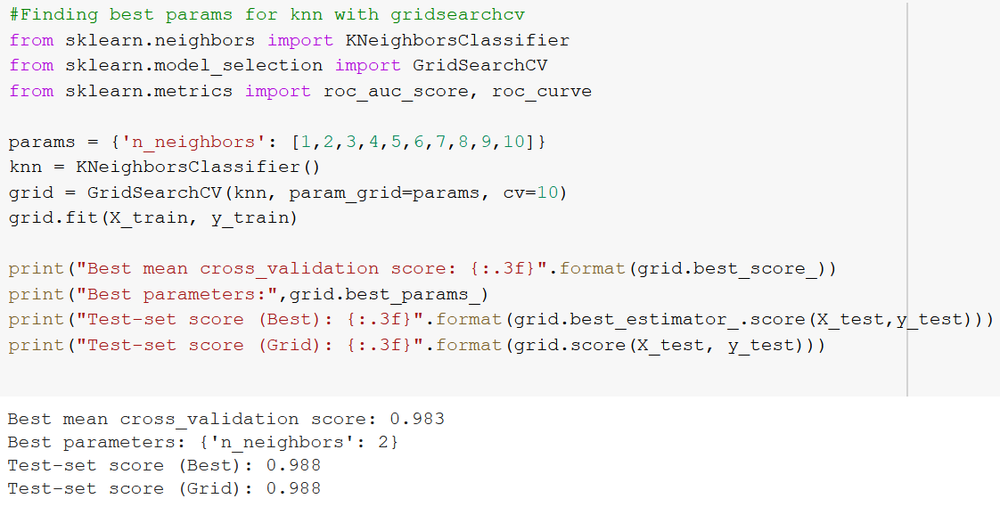 #Finding best params for knn with gridsearchcv
from sklearn.neighbors import KNeighborsClassifier
from sklearn.model_selection import GridSearchCV
from sklearn.metrics import roc_auc_score, roc_curve
params = {'n_neighbors': [1,2,3,4,5,6,7,8,9,10]}
knn = KNeighborsClassifier()
grid = GridSearchCV(knn, param_grid=params, cv=10)
grid.fit(X_train, y_train)
print("Best mean cross_validation score: {:.3f}".format(grid.best_score_))
print("Best parameters:",grid.best_params_)
print("Test-set score (Best): {:.3f}".format(grid.best_estimator_.score(X_test,y_test)))
print("Test-set score (Grid): {:.3f}".format(grid.score(X_test, y_test)))
Best mean cross_validation score: 0.983
Best parameters: {'n_neighbors': 2}
Test-set score (Best): 0.988
Test-set score (Grid): 0.988